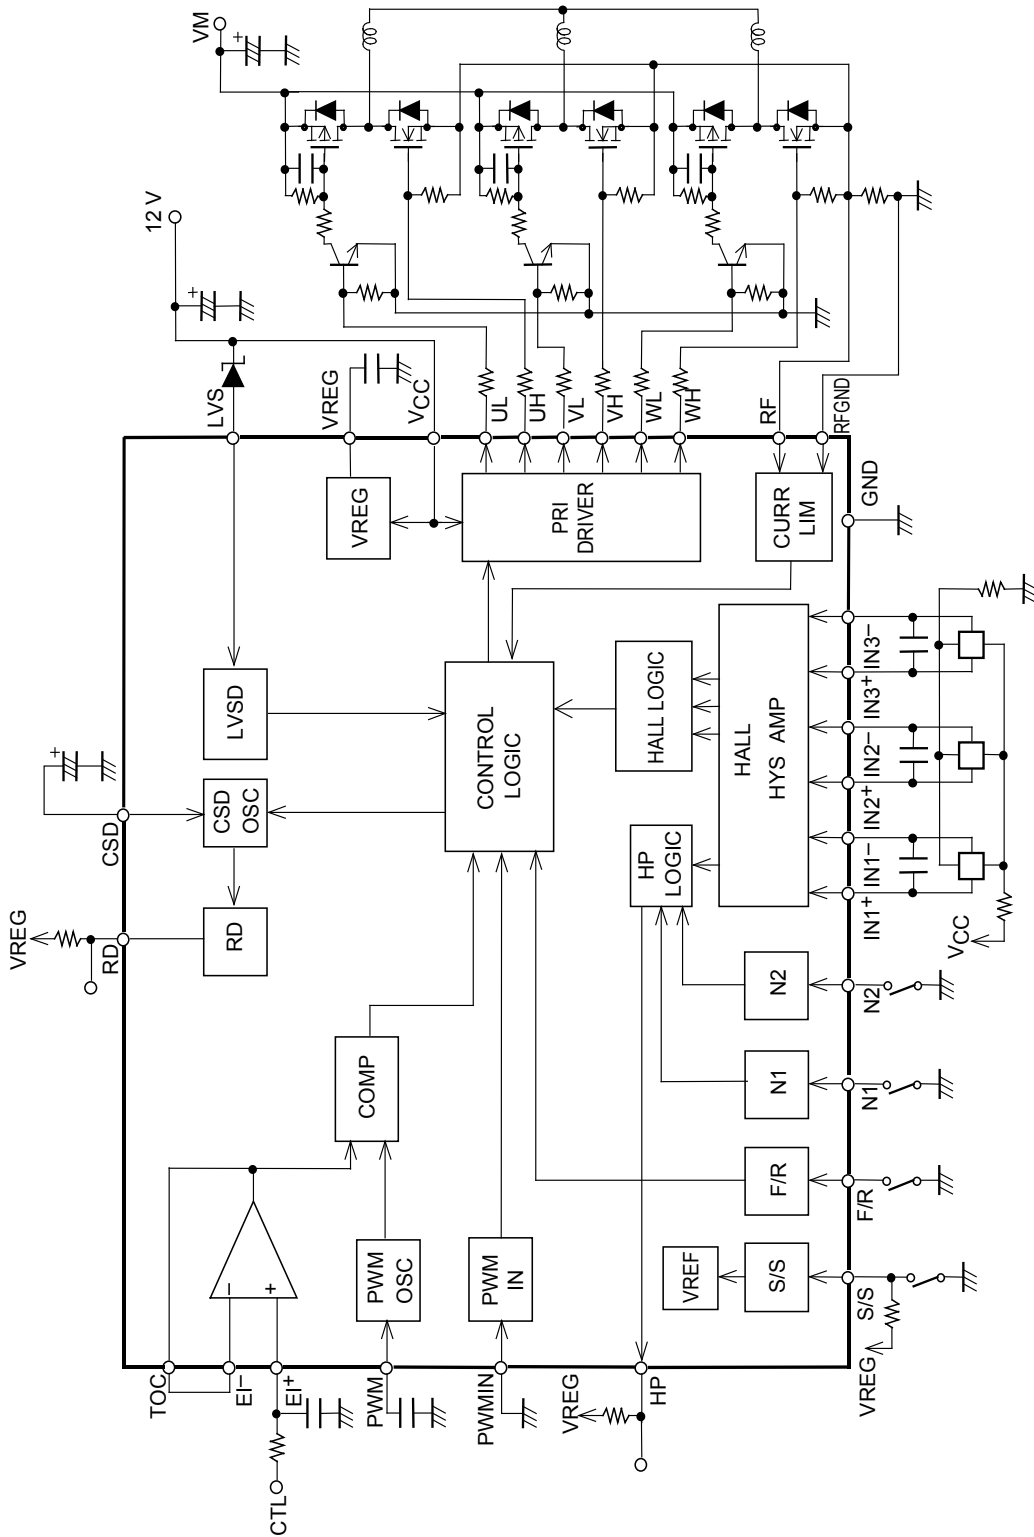 VM
+
12 V
+
LVS
VREG
VCC
UL
UH
VL
VH
WL
WH
RF
RFGND
GND
VREG
PRI
DRIVER
CURR
LIM
LVSD
CSD
OSC
RD
CONTROL
LOGIC
HALL LOGIC
HALL
HYS AMP
HP
LOGIC
+
CSD
VREG
RD
COMP
N2
N1
F/R
S/S
VREF
PWM
OSC
PWM
IN
−
+
IN3−
IN3+
IN2−
IN2+
IN1−
IN1+
VCC
N2
N1
F/R
S/S
VREG
TOC
EI−
EI+
CTL
PWM
PWMIN
VREG
HP